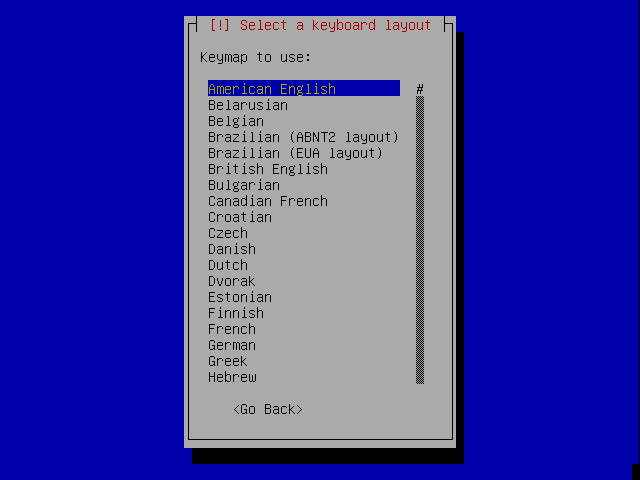 [!] Select a keyboard layout
Keymap to use:
American English
Belarusian
Belgian
Brazilian (ABNT2 layout)
Brazilian (EUA layout)
British English
Bulgarian
Canadian French
Croatian
Czech
Danish
Dutch
Dvorak
Estonian
Finnish
French
German
Greek
Hebrew
<Go Back>